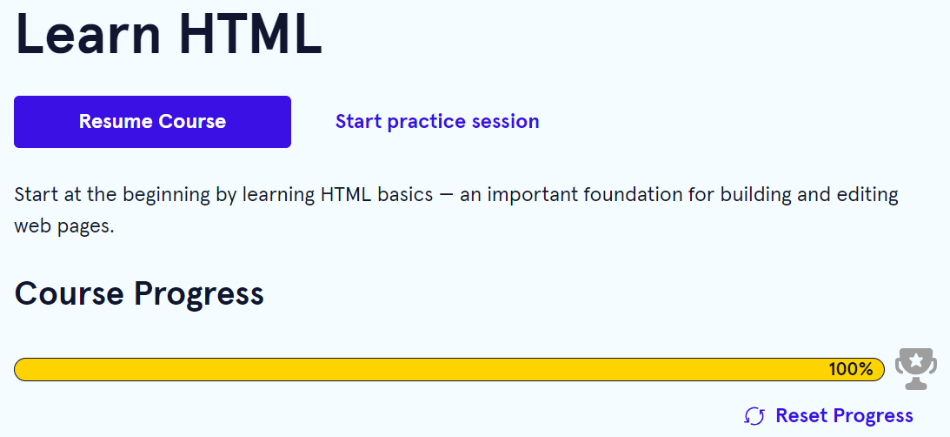 Learn HTML
Resume Course
Start practice session
Start at the beginning by learning HTML basics — an important foundation for building and editing
web pages.
Course Progress
100%
Reset Progress